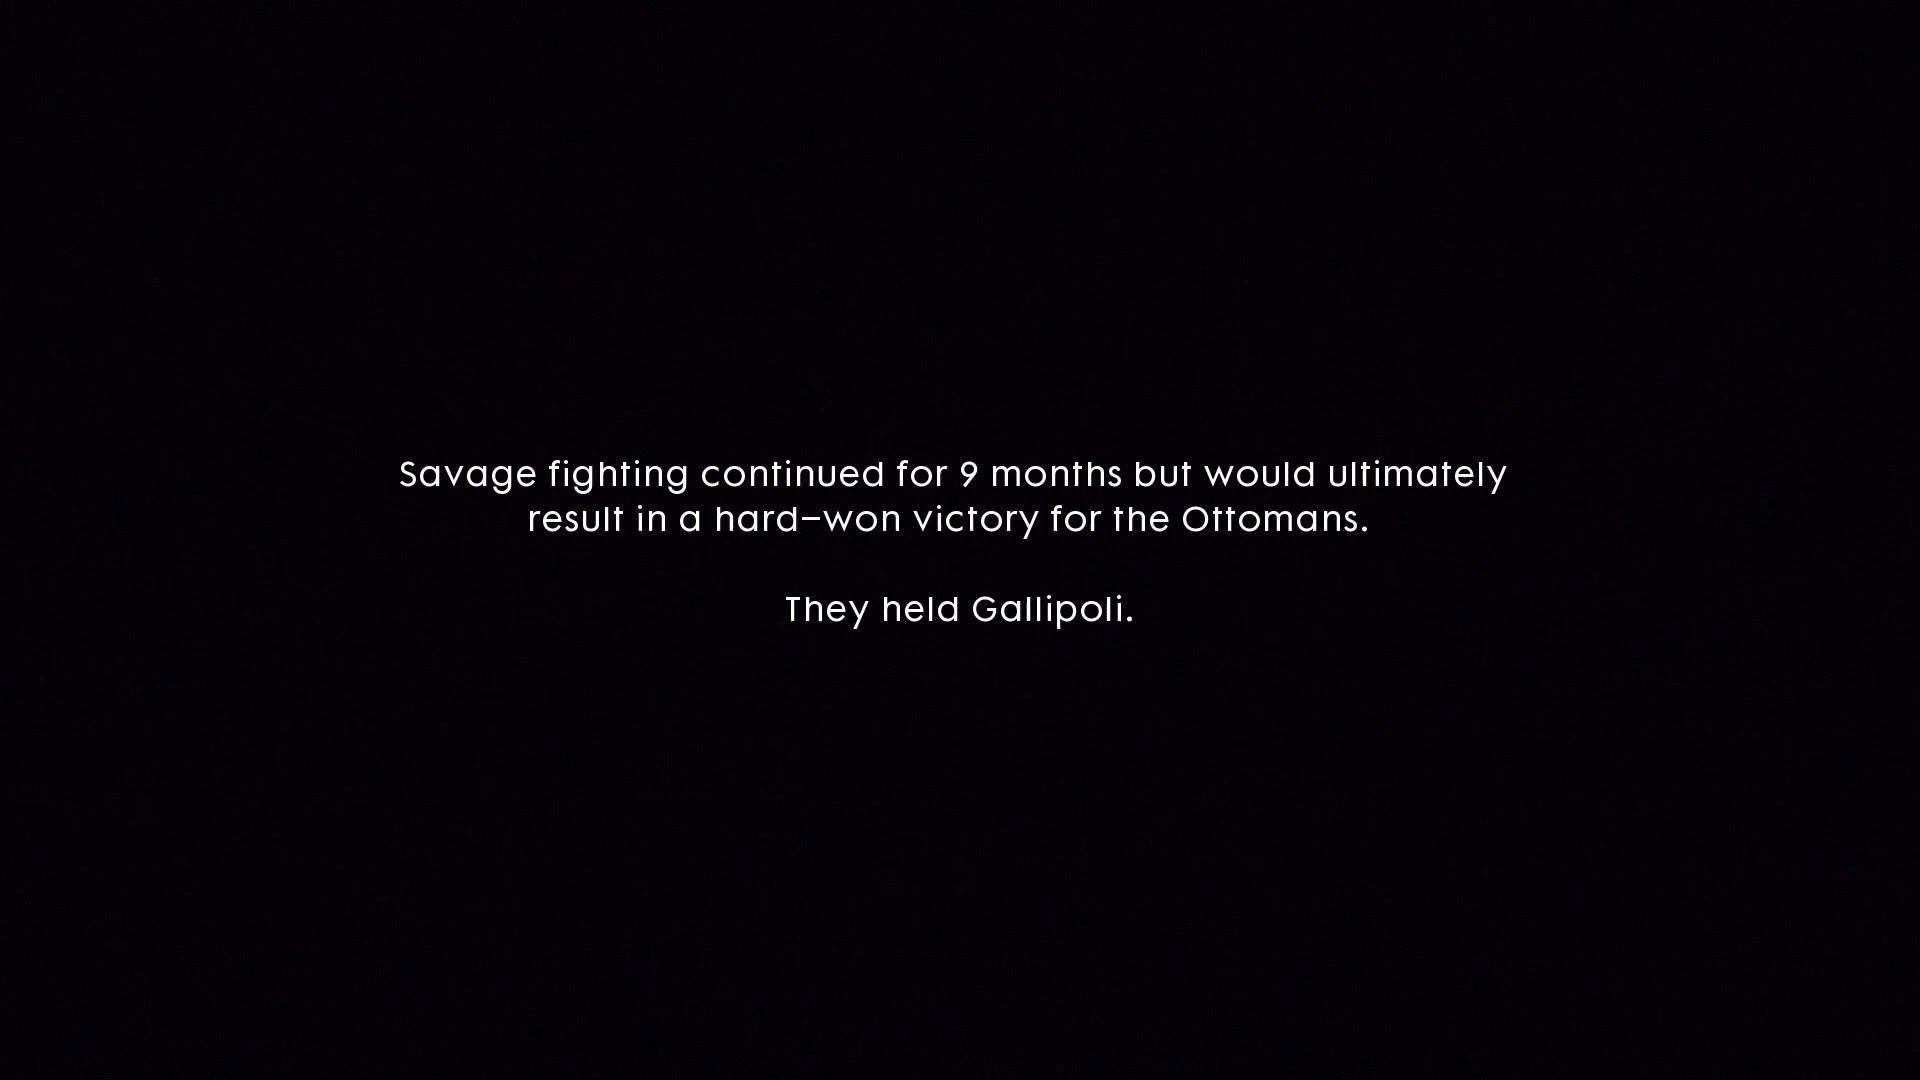 Savage fighting continued for 9 months but would ultimately
result in a hard-won victory for the Ottomans.
They held Gallipoli.